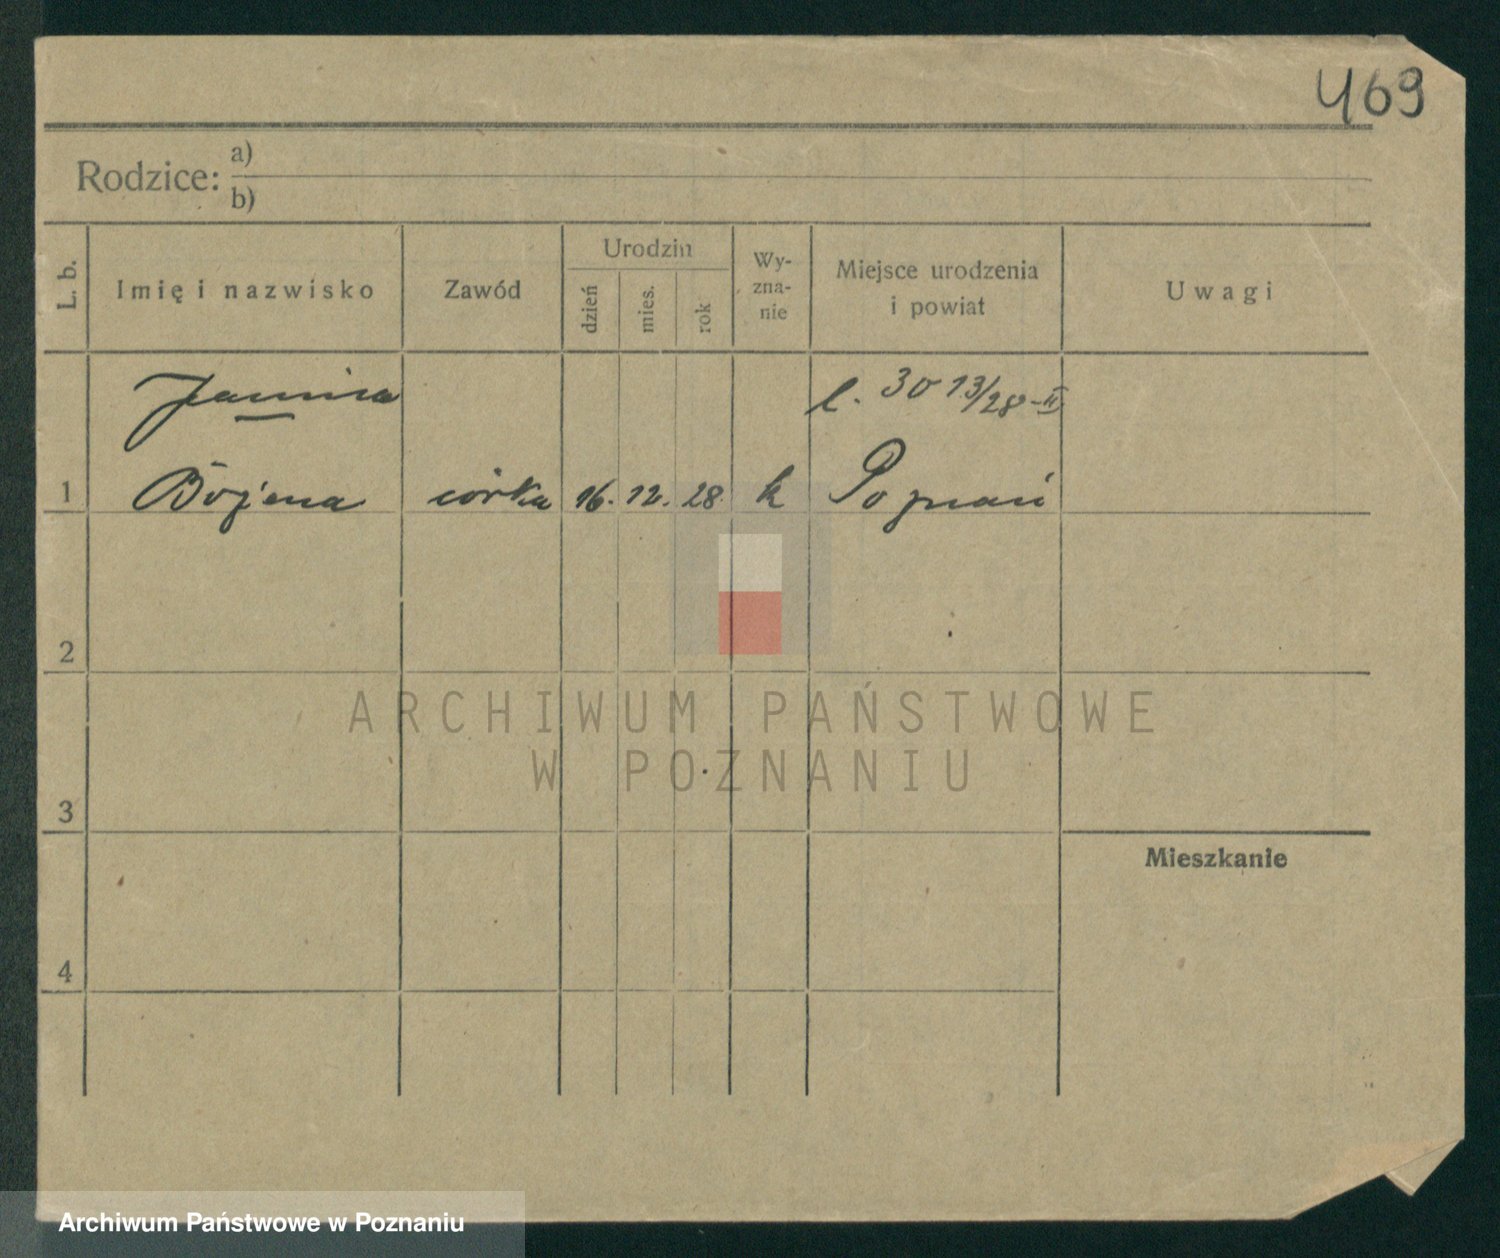 469
Rodzice: a)
b)
L. b. Imię i nazwisko Zawód Urodzin dzień mies. rok Wy-zna-nie Miejsce urodzenia i powiat Uwagi
Janina l. 3013/28-II
1 Bożena córka 16. 12. 28 k Poznań
2
ARCHIWUM PAŃSTWOWE
W POZNANIU
3
Mieszkanie
4
Archiwum Państwowe w Poznaniu